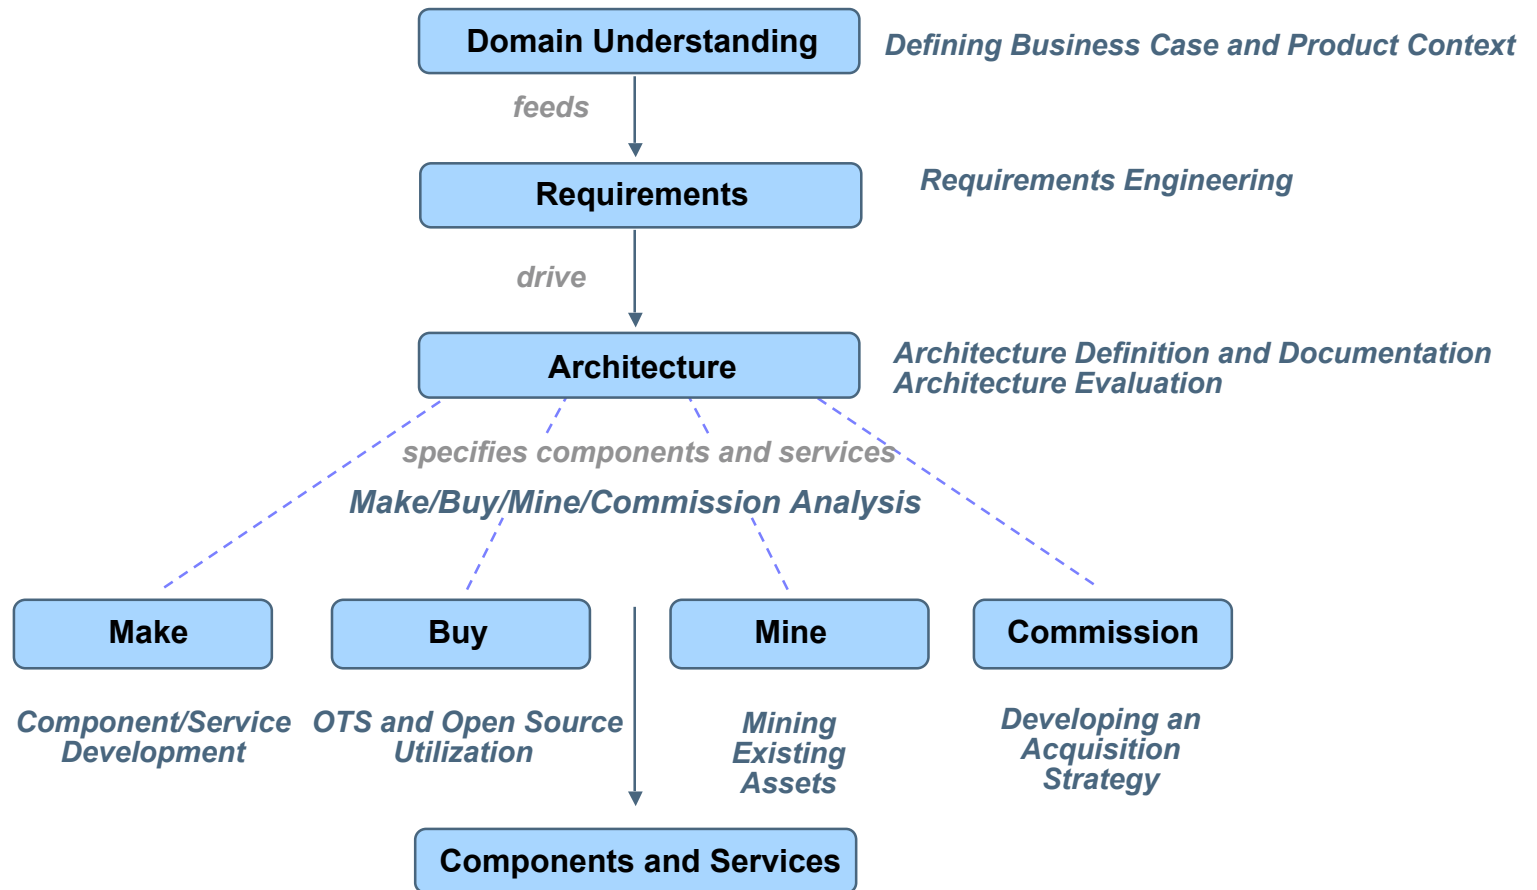 Domain Understanding
Defining Business Case and Product Context
feeds
Requirements
Requirements Engineering
drive
Architecture
Architecture Definition and Documentation
Architecture Evaluation
specifies components and services
Make/Buy/Mine/Commission Analysis
Make
Buy
Mine
Commission
Component/Service
Development
OTS and Open Source
Utilization
Mining
Existing
Assets
Developing an
Acquisition
Strategy
Components and Services